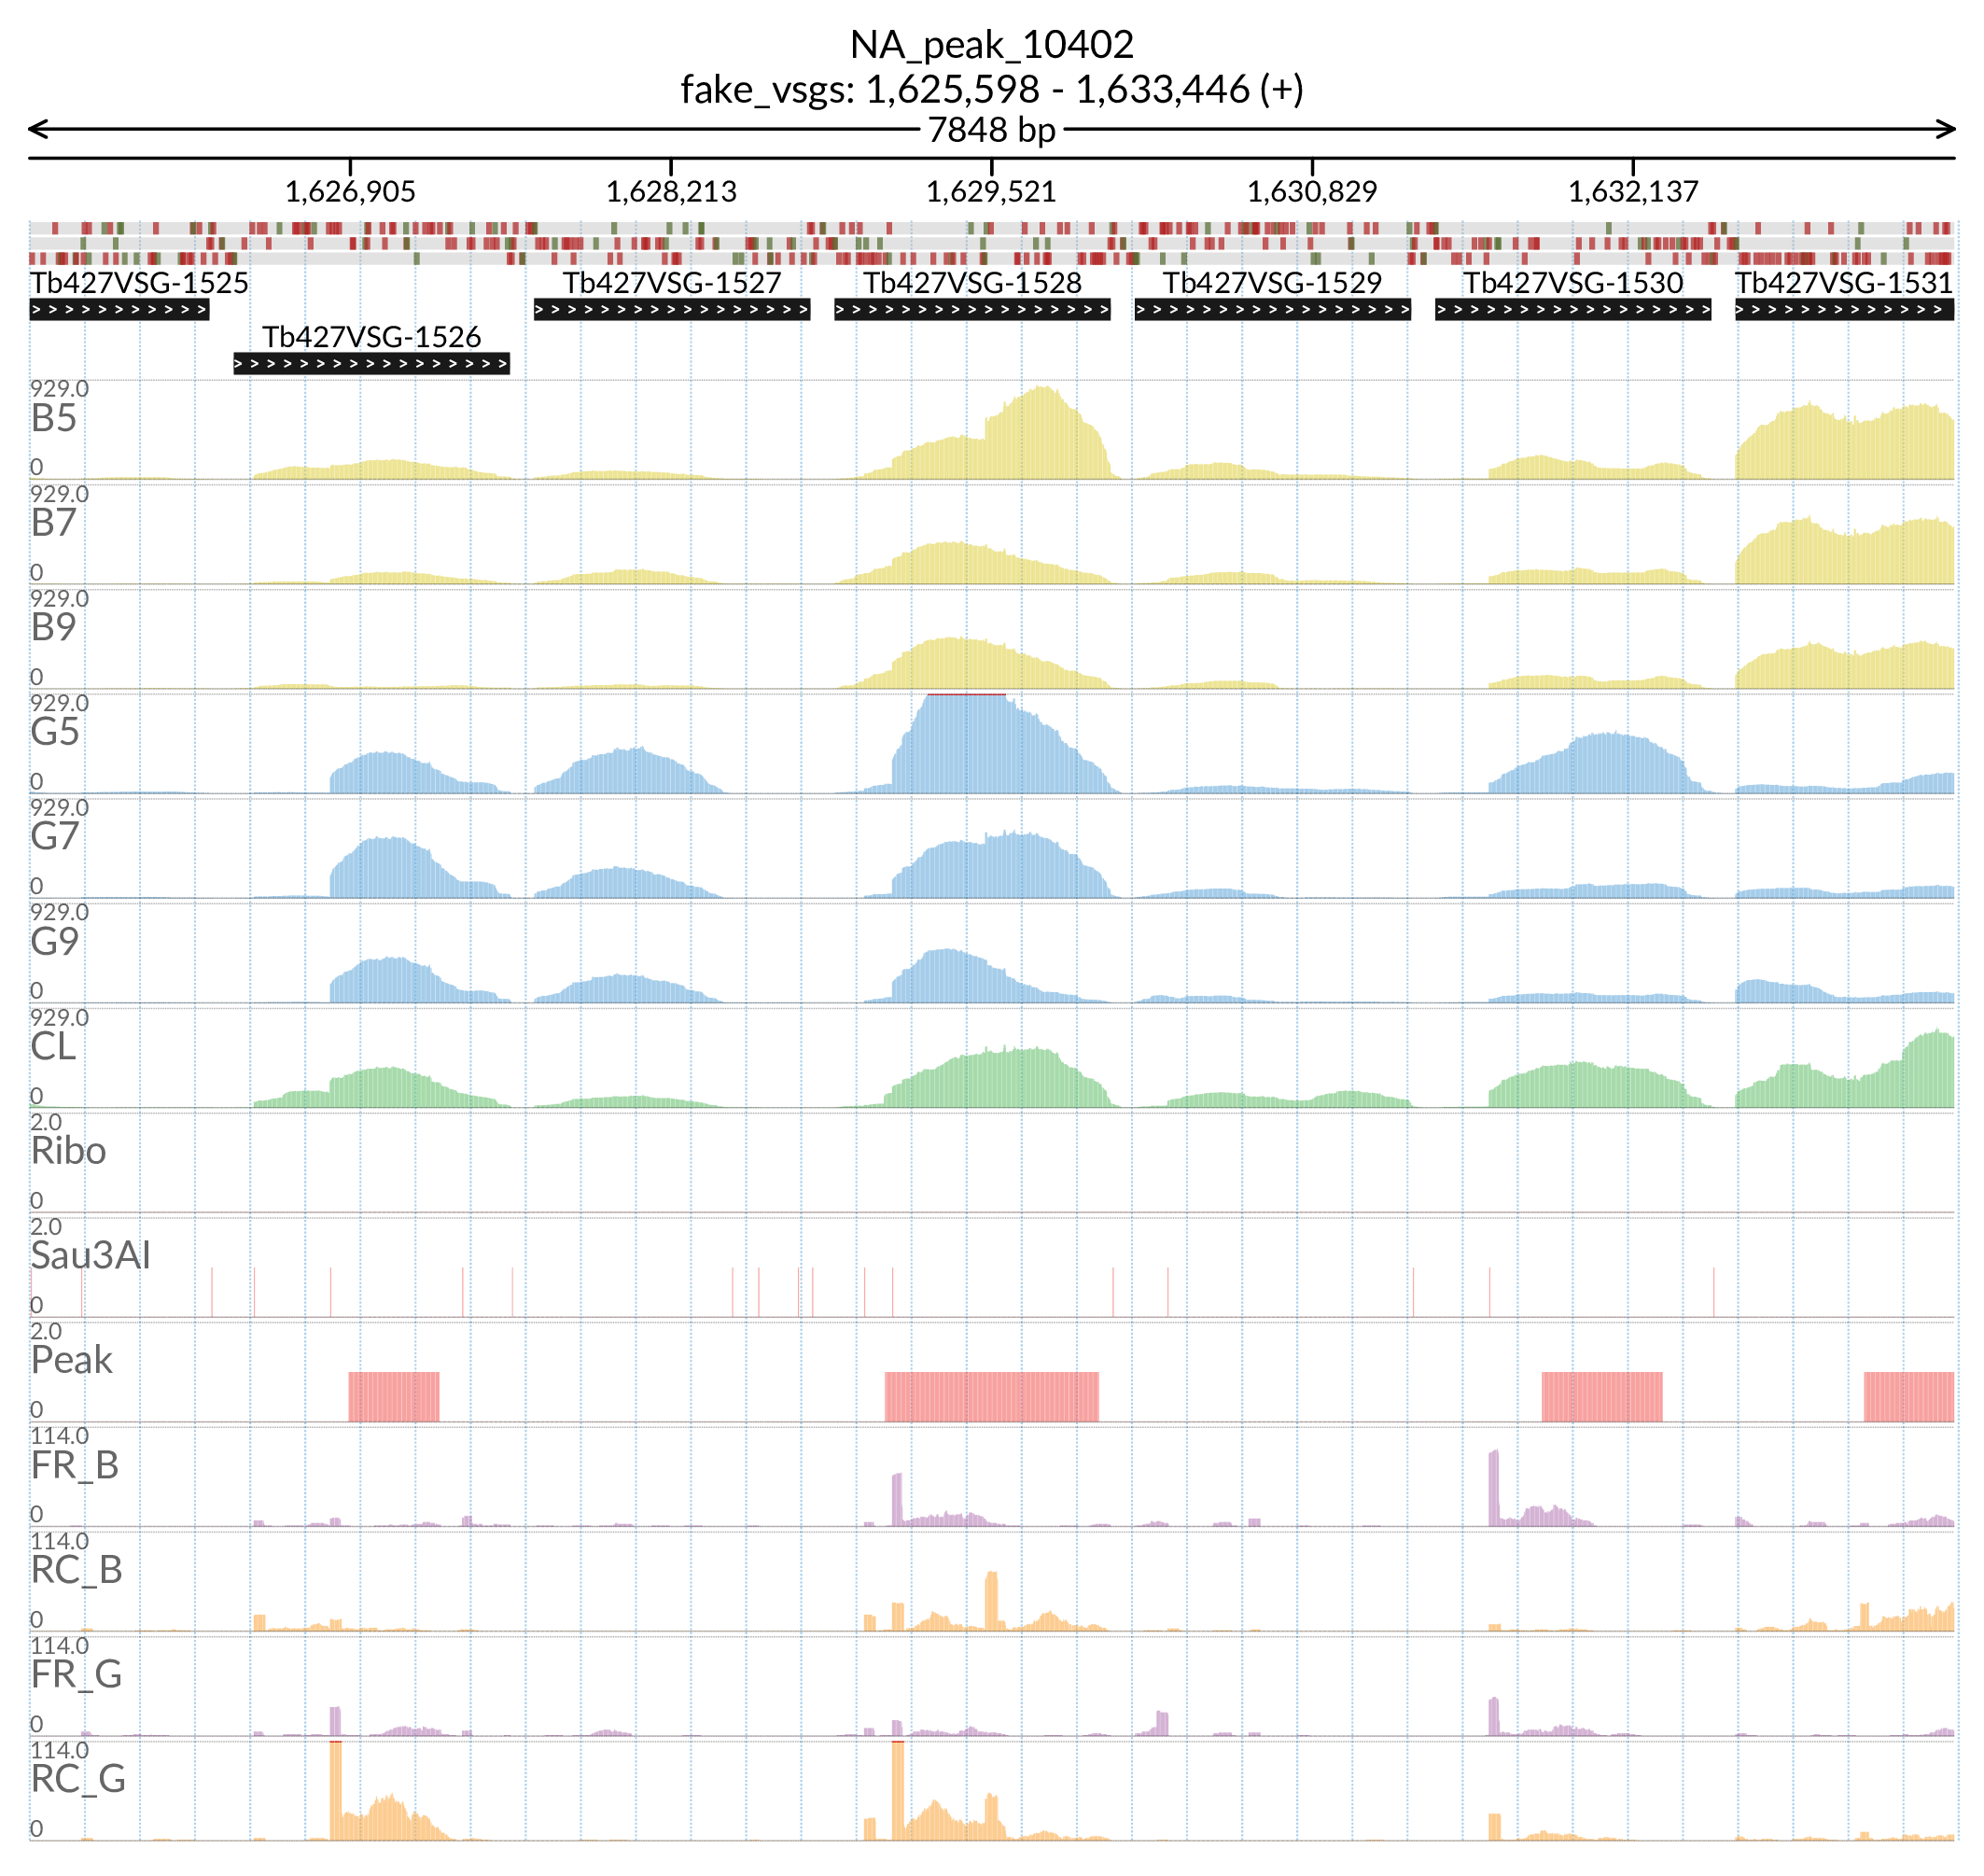 NA_peak_10402
fake_vsgs: 1,625,598 - 1,633,446 (+)
7848 bp
1,626,905 1,628,213 1,629,521 1,630,829 1,632,137
Tb427VSG-1525 Tb427VSG-1527 Tb427VSG-1528 Tb427VSG-1529 Tb427VSG-1530 Tb427VSG-1531
Tb427VSG-1526
929.0
B5
0
929.0
B7
0
929.0
B9
0
929.0
G5
0
929.0
G7
0
929.0
G9
0
929.0
CL
0
2.0
Ribo
0
2.0
Sau3AI
0
2.0
Peak
0
114.0
FR_B
0
114.0
RC_B
0
114.0
FR_G
0
114.0
RC_G
0